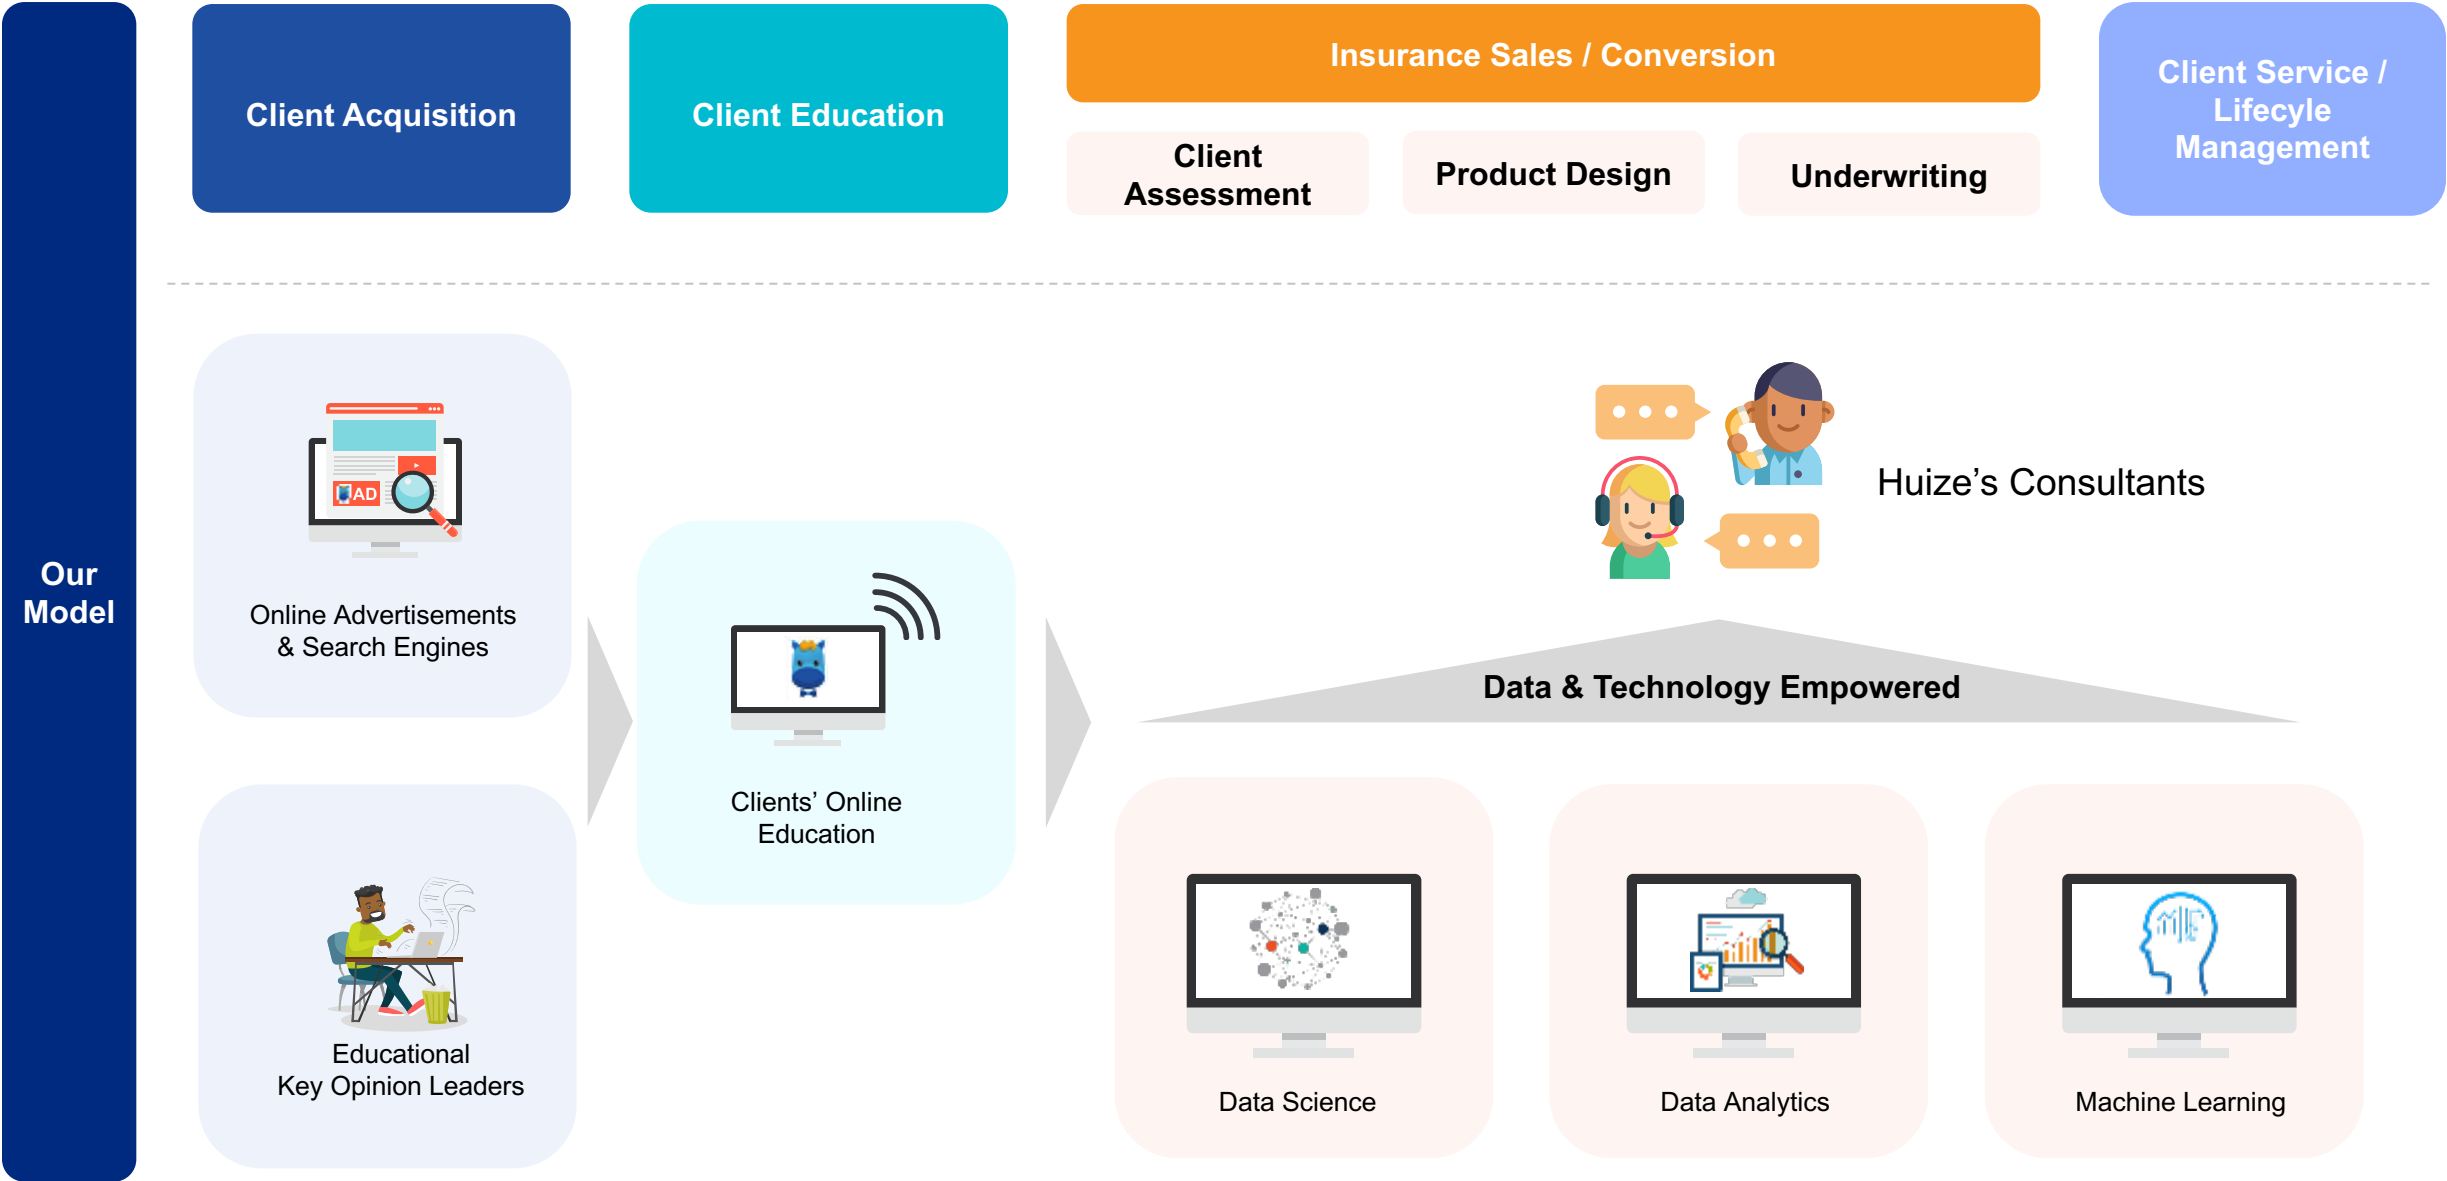 Our
Model
Client Acquisition
Client Education
Insurance Sales / Conversion
Client
Assessment
Product Design
Underwriting
Client Service /
Lifecyle
Management
AD
Online Advertisements
& Search Engines
Educational
Key Opinion Leaders
Clients’ Online
Education
Huize’s Consultants
Data & Technology Empowered
Data Science
Data Analytics
Machine Learning